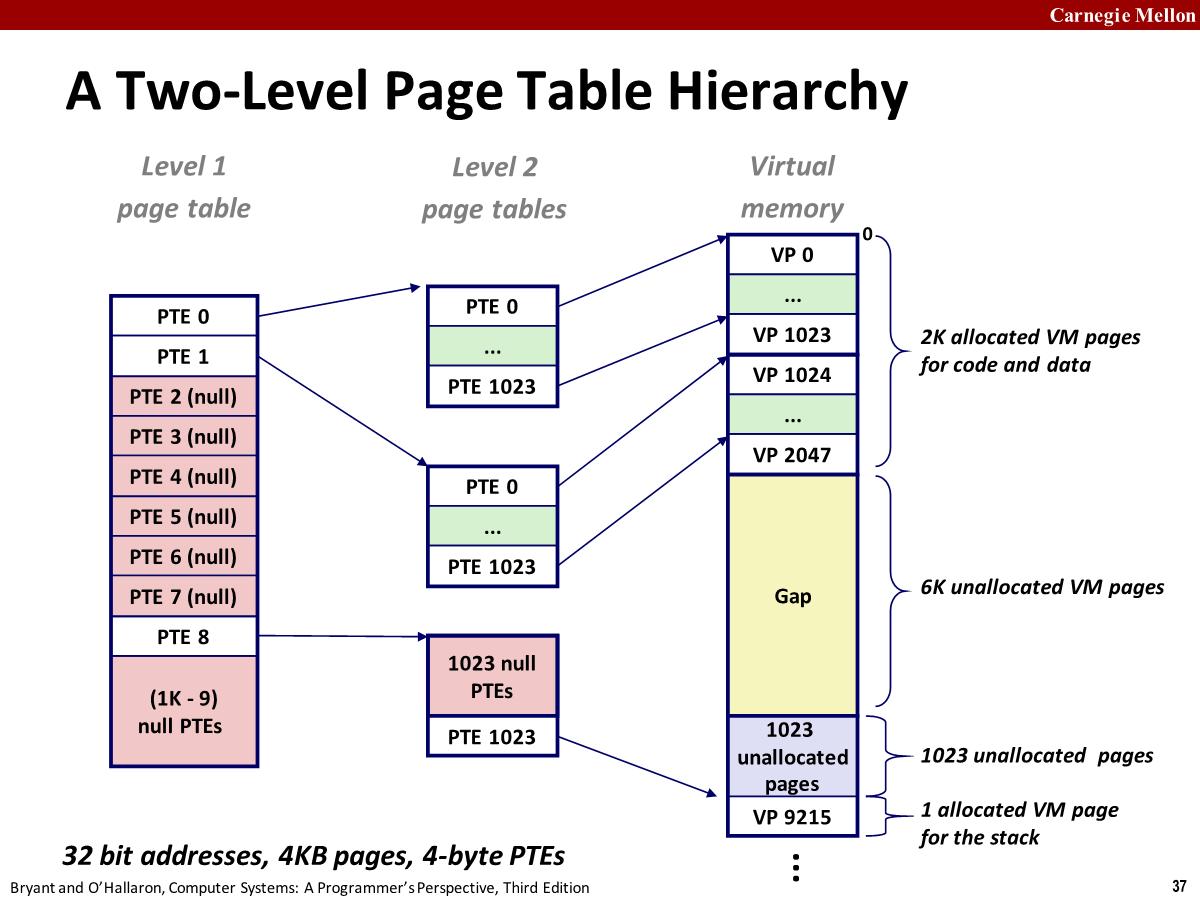 Carnegie Mellon
A Two-Level Page Table Hierarchy
Level 1
page table
Level 2
page tables
Virtual
memory
PTE 0
PTE 1
PTE 2 (null)
PTE 3 (null)
PTE 4 (null)
PTE 5 (null)
PTE 6 (null)
PTE 7 (null)
PTE 8
(1K - 9)
null PTEs
PTE 0
...
PTE 1023
PTE 0
...
PTE 1023
1023 null
PTEs
PTE 1023
0
VP 0
...
VP 1023
VP 1024
...
VP 2047
Gap
1023
unallocated
pages
VP 9215
2K allocated VM pages
for code and data
6K unallocated VM pages
1023 unallocated pages
1 allocated VM page
for the stack
32 bit addresses, 4KB pages, 4-byte PTEs
Bryant and O’Hallaron, Computer Systems: A Programmer’s Perspective, Third Edition
37